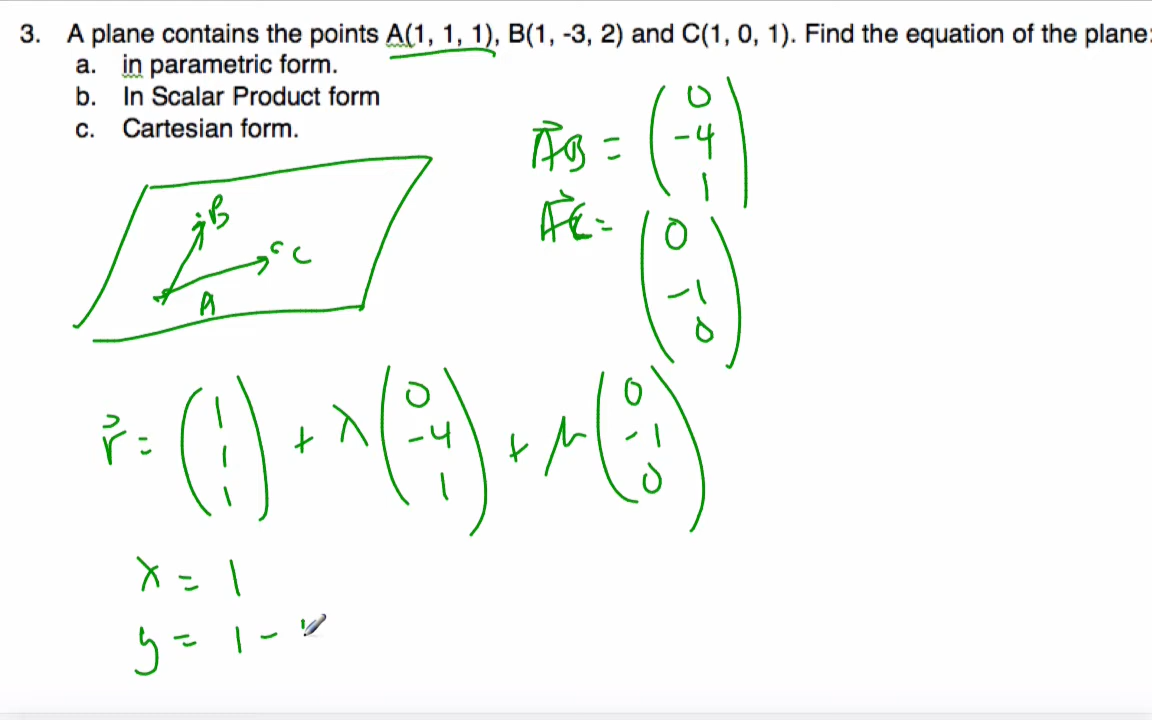 3. A plane contains the points A(1, 1, 1), B(1, -3, 2) and C(1, 0, 1). Find the equation of the plane:
a. in parametric form.
b. In Scalar Product form
c. Cartesian form.
AB = (0 -4 1)
AC = (0 -1 0)
B
C
A
r = (1 1 1) + λ (0 -4 1) + μ (0 -1 0)
x = 1
y = 1 -